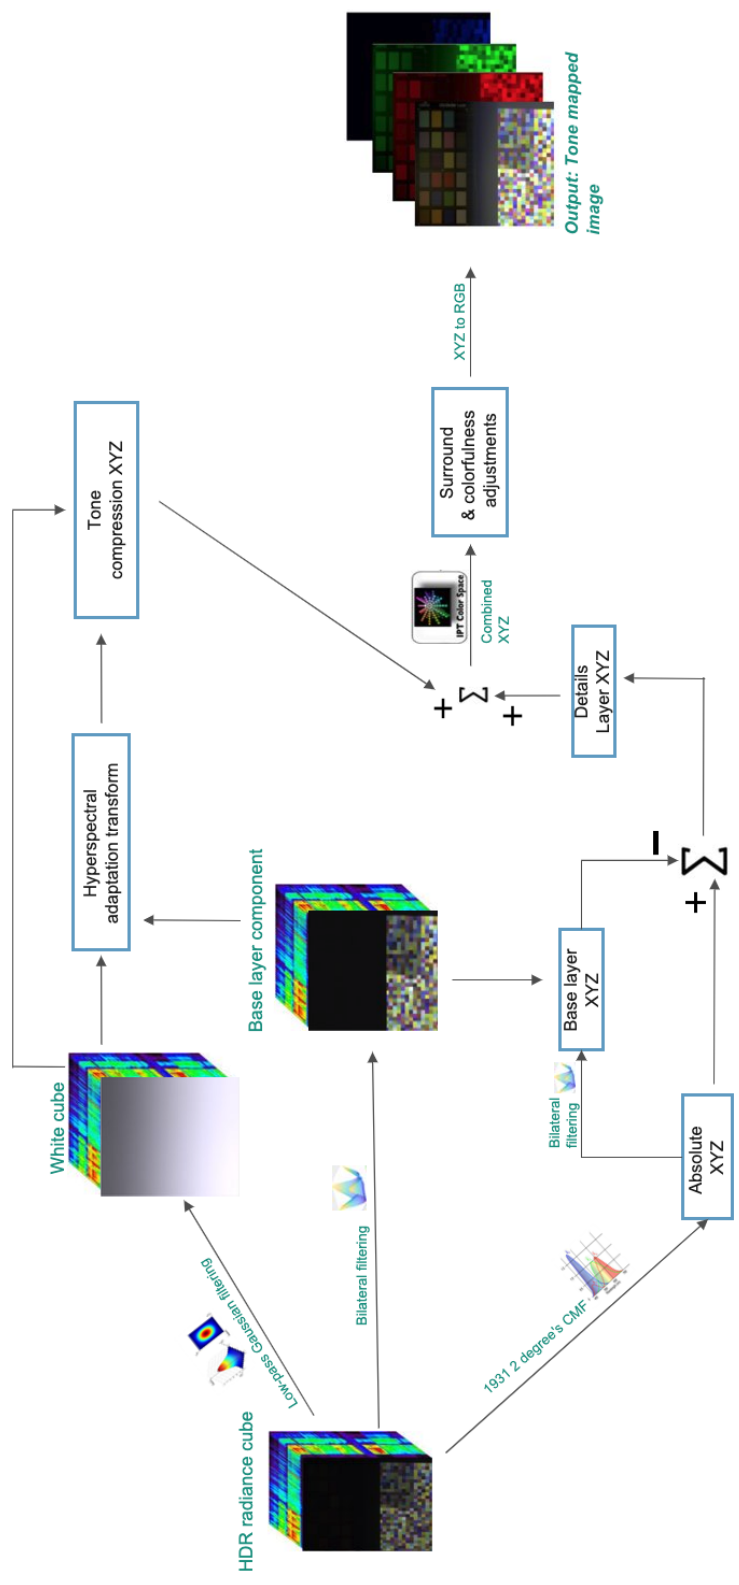 HDR radiance cube
Low-pass Gaussian filtering
Bilateral filtering
1931 2 degree's CMF
White cube
Base layer component
Absolute
XYZ
Bilateral
filtering
Base layer
XYZ
Hyperspectral
adaptation transform
Tone
compression XYZ
+
−
Σ
Details
Layer XYZ
+
+
Σ
IPT Color Space
Combined
XYZ
Surround
& colorfulness
adjustments
XYZ to RGB
Output: Tone mapped
image